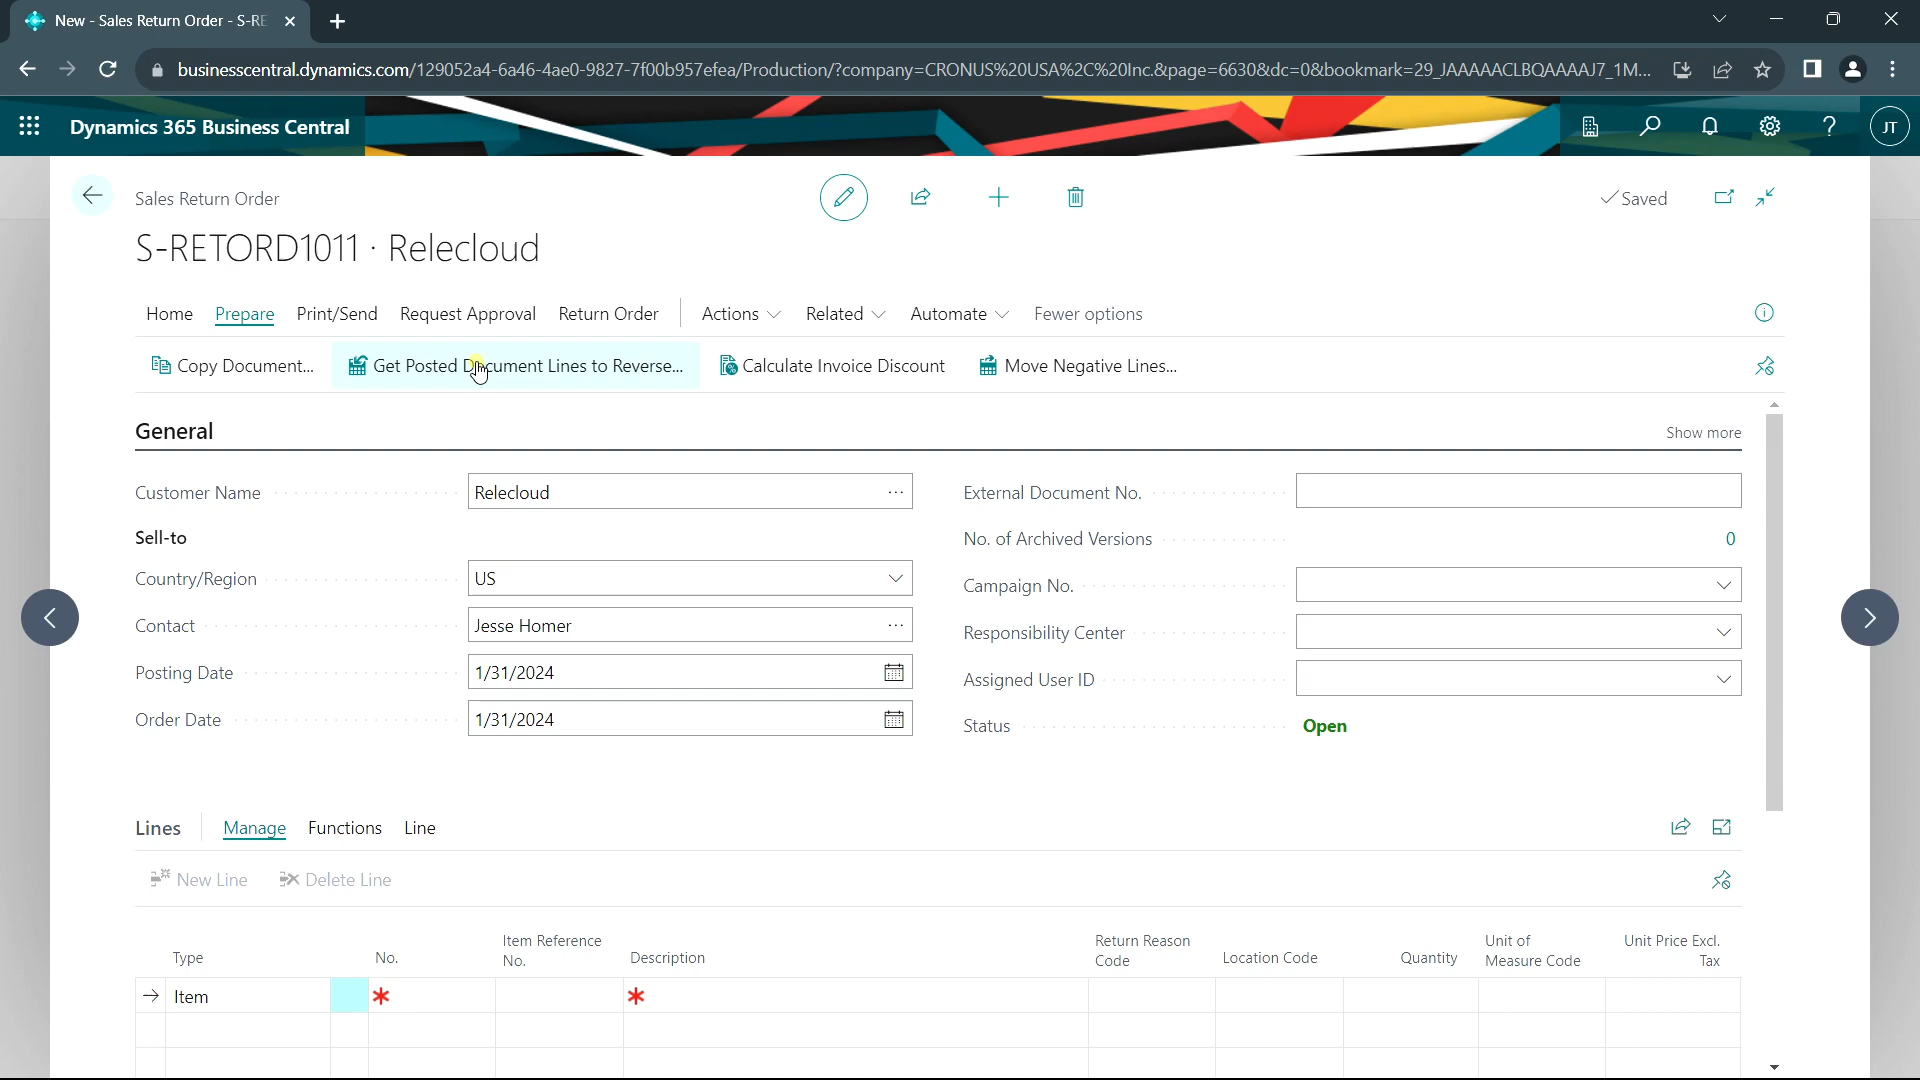 New - Sales Return Order - S-RE
businesscentral.dynamics.com/129052a4-6a46-4ae0-9827-7f00b957efea/Production/?company=CRONUS%20USA%2C%20Inc.&page=6630&dc=0&bookmark=29_JAAAAACLBQAAAAJ7_1M...
Dynamics 365 Business Central
JT
Sales Return Order
Saved
S-RETORD1011 · Relecloud
Home Prepare Print/Send Request Approval Return Order Actions Related Automate Fewer options
Copy Document... Get Posted Document Lines to Reverse... Calculate Invoice Discount Move Negative Lines...
General Show more
Customer Name Relecloud ... External Document No.
Sell-to No. of Archived Versions 0
Country/Region US Campaign No.
Contact Jesse Homer ... Responsibility Center
Posting Date 1/31/2024 Assigned User ID
Order Date 1/31/2024 Status Open
Lines Manage Functions Line
New Line Delete Line
Type No. Item Reference No. Description Return Reason Code Location Code Quantity Unit of Measure Code Unit Price Excl. Tax
Item * *